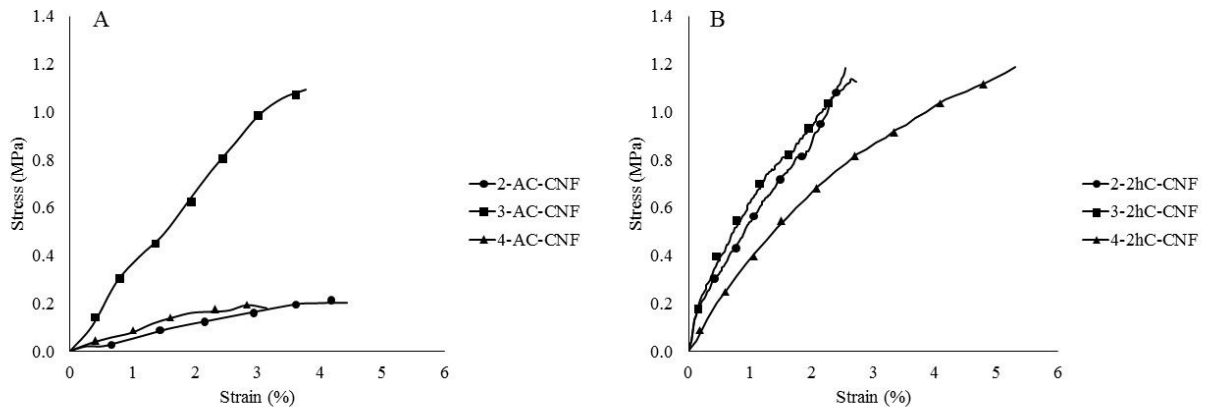 A
Stress (MPa)
1.4
1.2
1.0
0.8
0.6
0.4
0.2
0.0
0 1 2 3 4 5 6
Strain (%)
2-AC-CNF
3-AC-CNF
4-AC-CNF
B
Stress (MPa)
1.4
1.2
1.0
0.8
0.6
0.4
0.2
0.0
0 1 2 3 4 5 6
Strain (%)
2-2hC-CNF
3-2hC-CNF
4-2hC-CNF